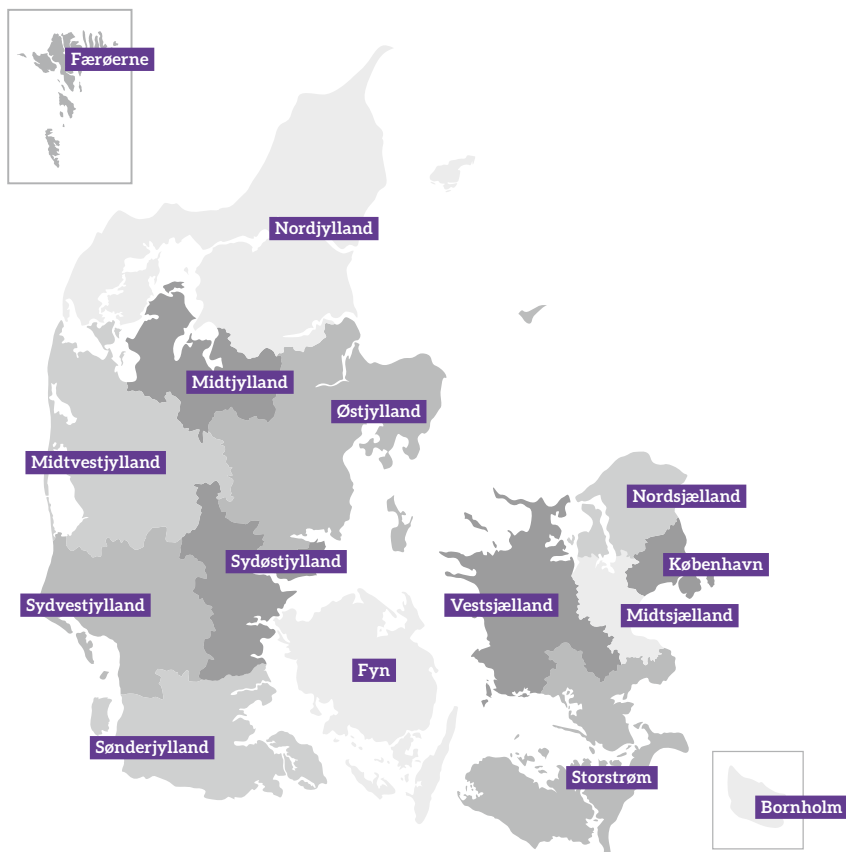 Færøerne
Nordjylland
Midtjylland
Østjylland
Midtvestjylland
Nordsjælland
Sydøstjylland
København
Sydvestjylland
Vestsjælland
Midtsjælland
Fyn
Sønderjylland
Storstrøm
Bornholm